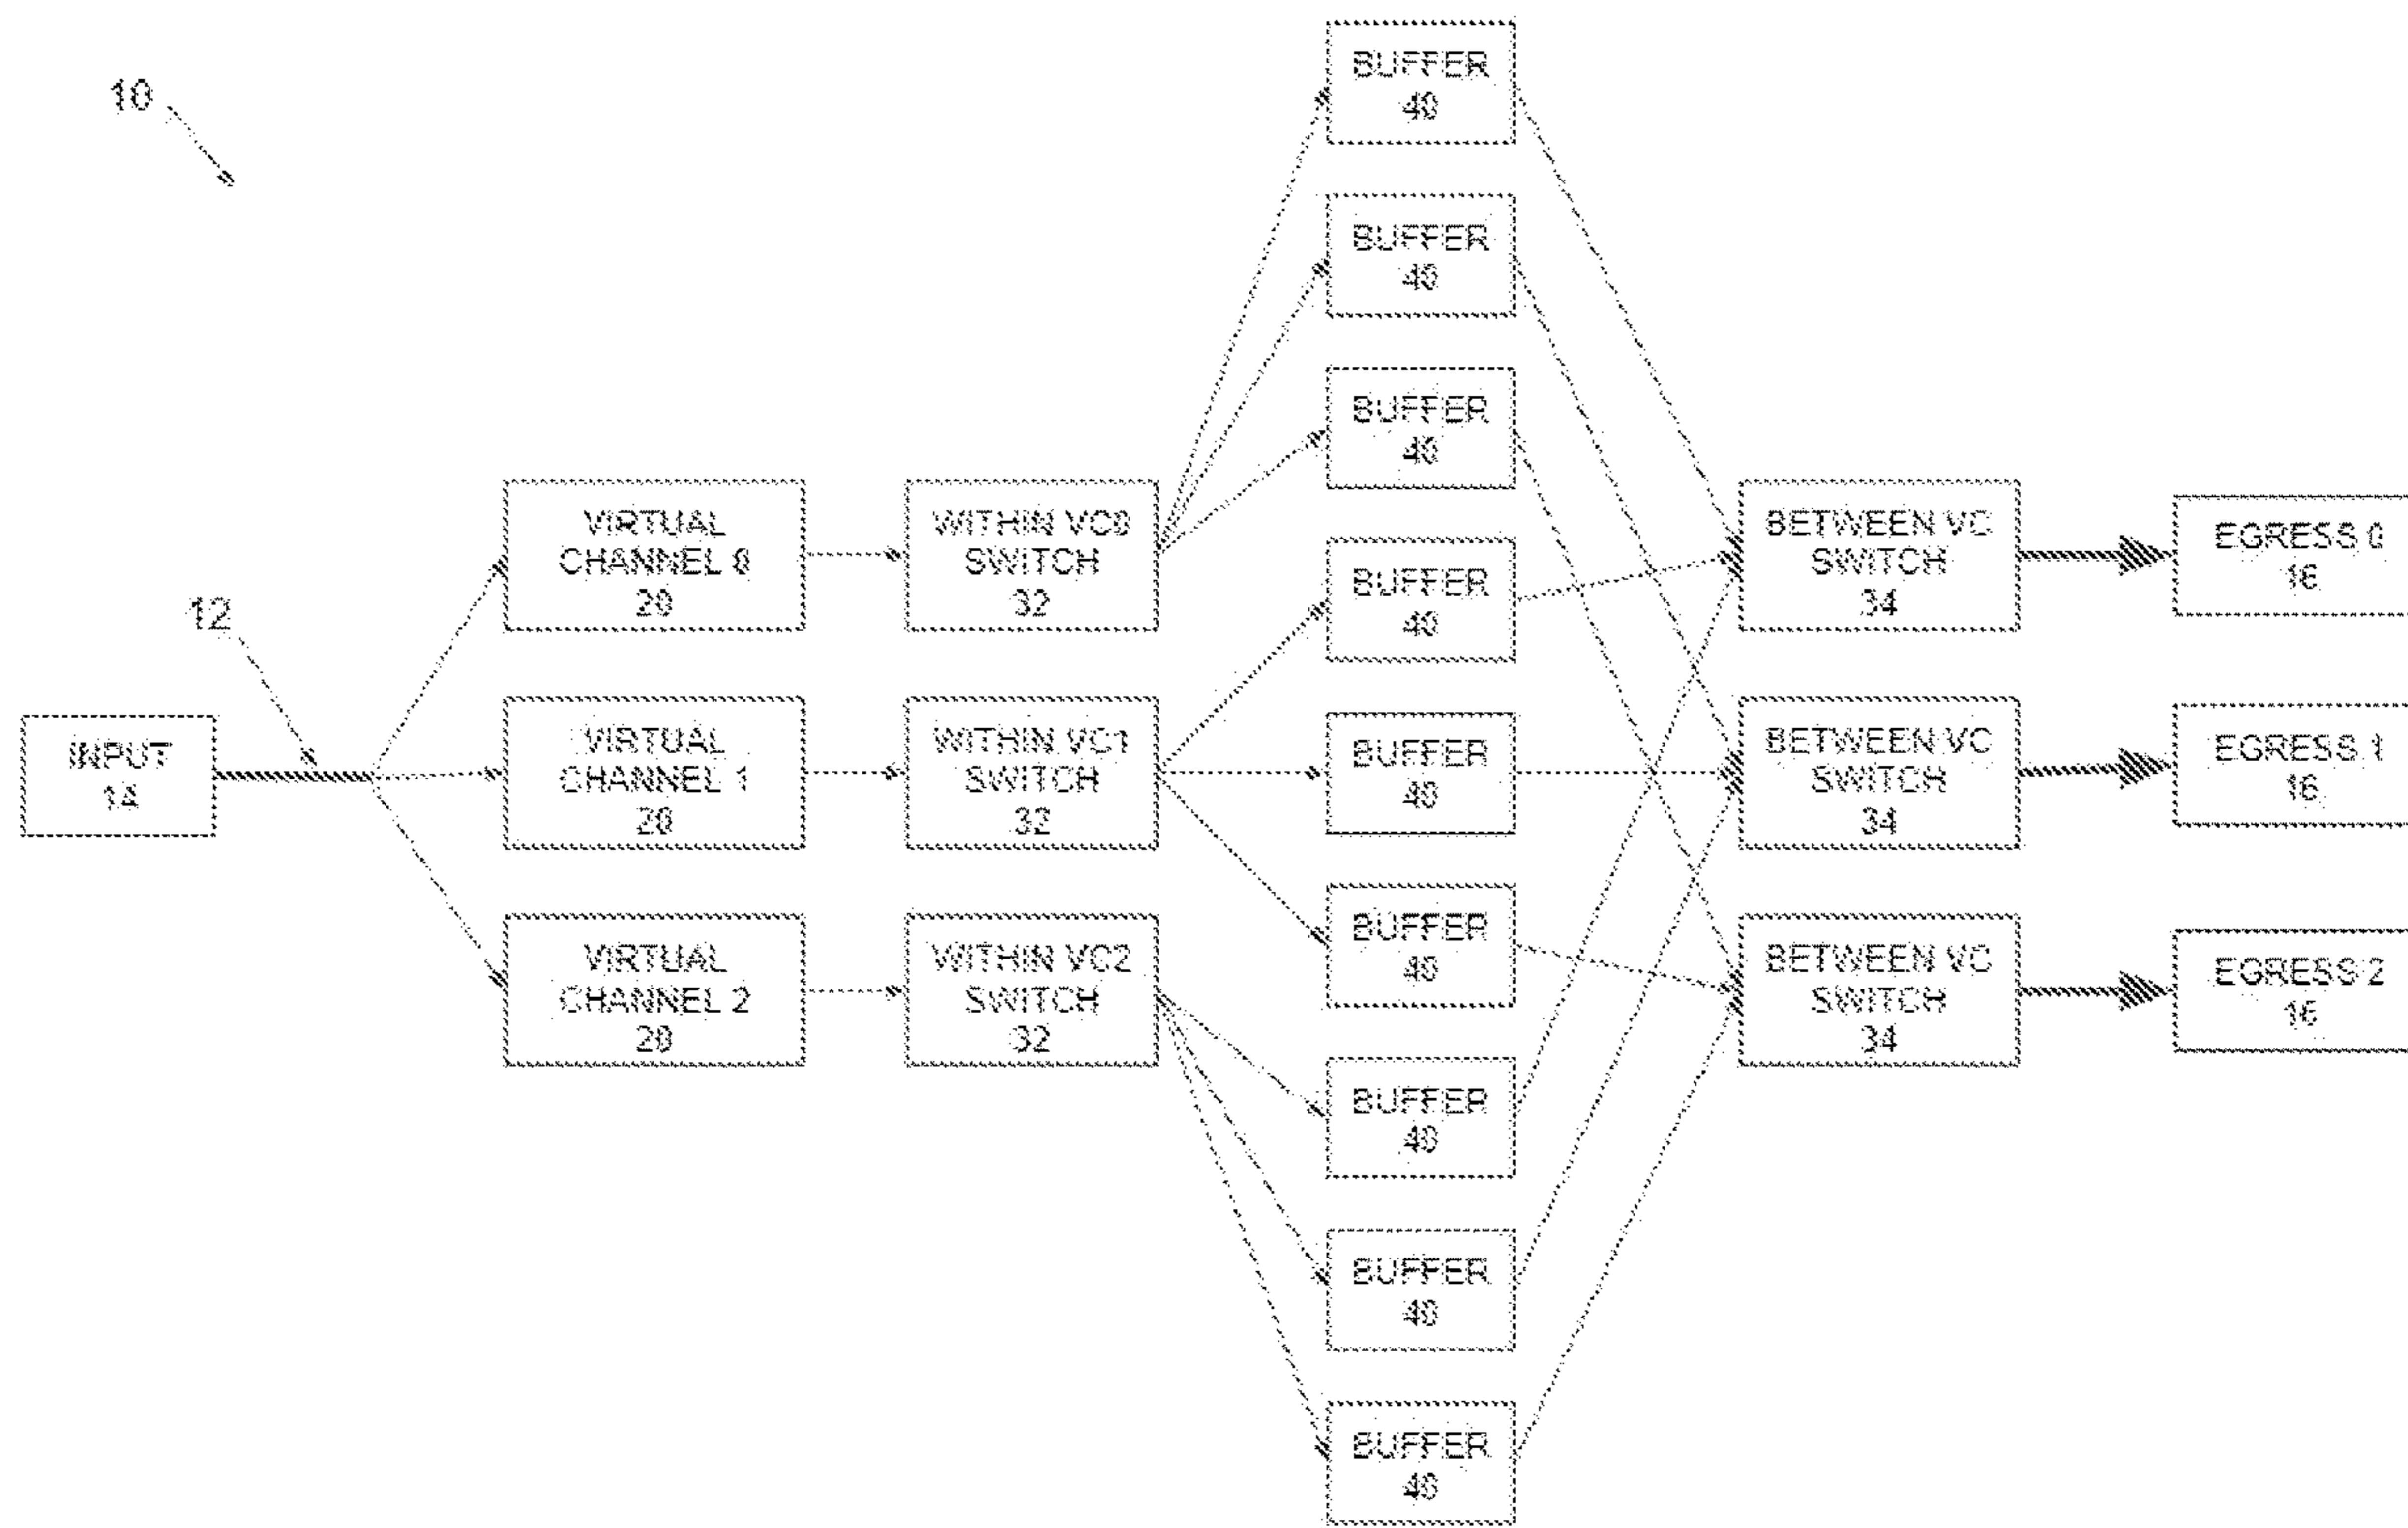 10
12
INPUT
14
VIRTUAL
CHANNEL 0
20
VIRTUAL
CHANNEL 1
20
VIRTUAL
CHANNEL 2
20
WITHIN VC0
SWITCH
32
WITHIN VC1
SWITCH
32
WITHIN VC2
SWITCH
32
BUFFER
40
BUFFER
40
BUFFER
40
BUFFER
40
BUFFER
40
BUFFER
40
BUFFER
40
BUFFER
40
BUFFER
40
BETWEEN VC
SWITCH
34
BETWEEN VC
SWITCH
34
BETWEEN VC
SWITCH
34
EGRESS 0
16
EGRESS 1
16
EGRESS 2
16